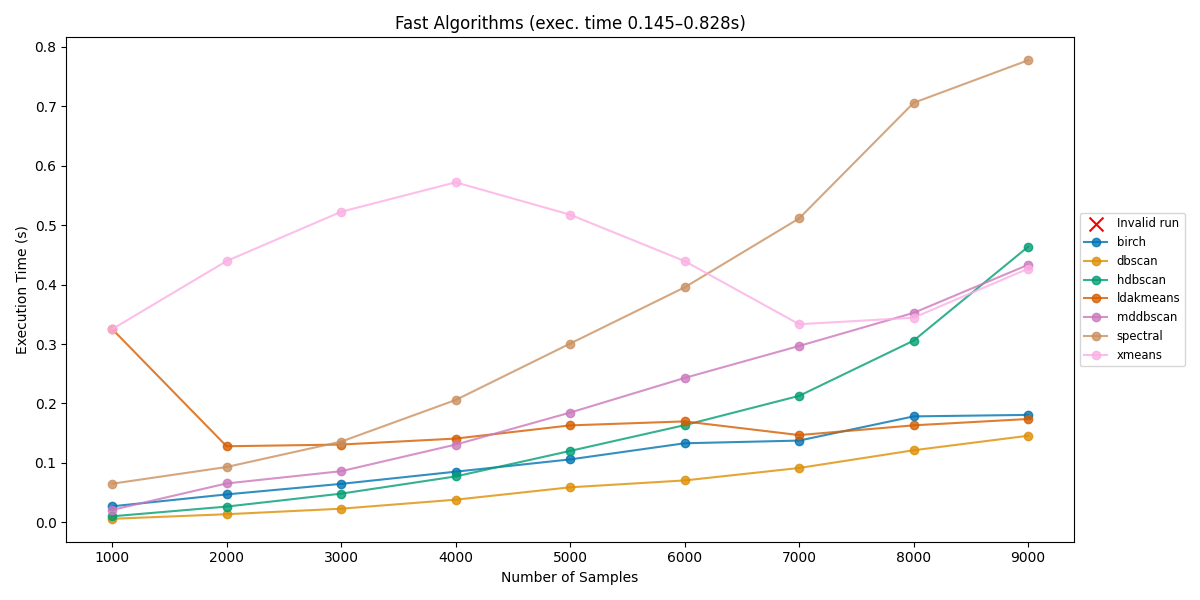 Fast Algorithms (exec. time 0.145–0.828s)
Execution Time (s)
0.8
0.7
0.6
0.5
0.4
0.3
0.2
0.1
0.0
1000 2000 3000 4000 5000 6000 7000 8000 9000
Number of Samples
Invalid run
birch
dbscan
hdbscan
ldakmeans
mddbscan
spectral
xmeans